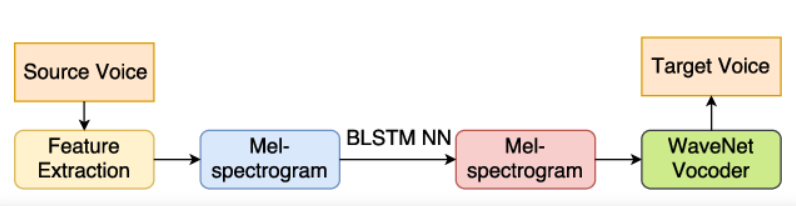 Source Voice
Target Voice
Feature
Extraction
Mel-
spectrogram
BLSTM NN
Mel-
spectrogram
WaveNet
Vocoder